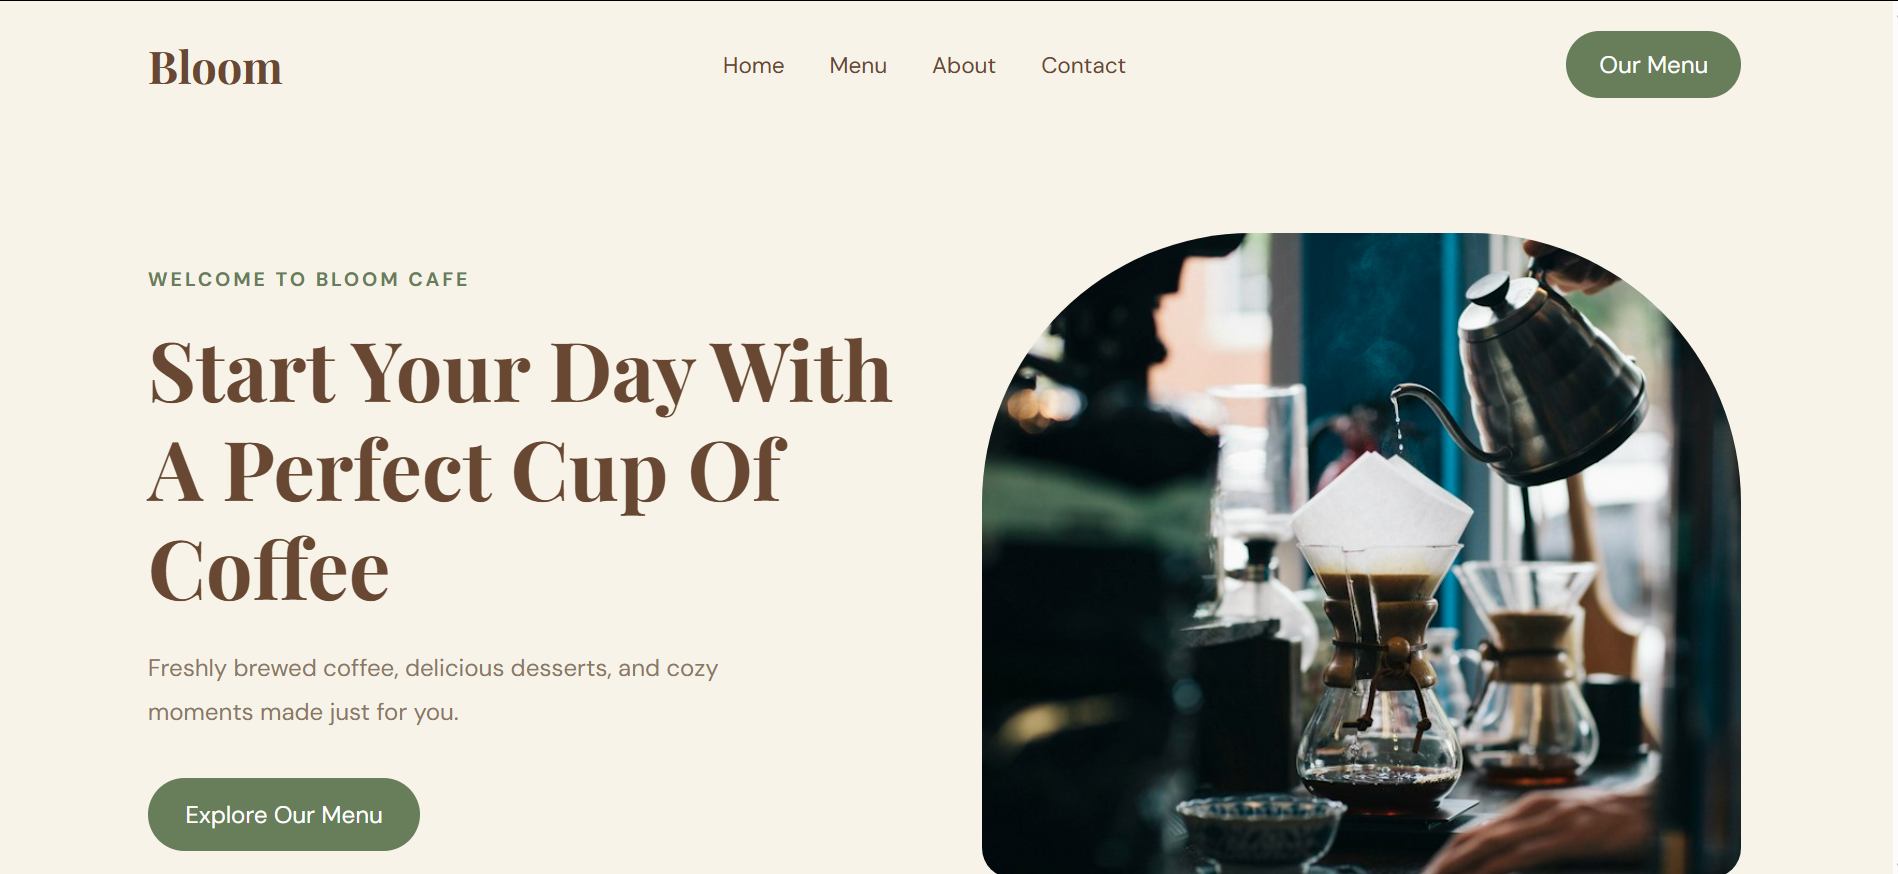 Bloom
Home
Menu
About
Contact
Our Menu
WELCOME TO BLOOM CAFE
Start Your Day With
A Perfect Cup Of
Coffee
Freshly brewed coffee, delicious desserts, and cozy
moments made just for you.
Explore Our Menu